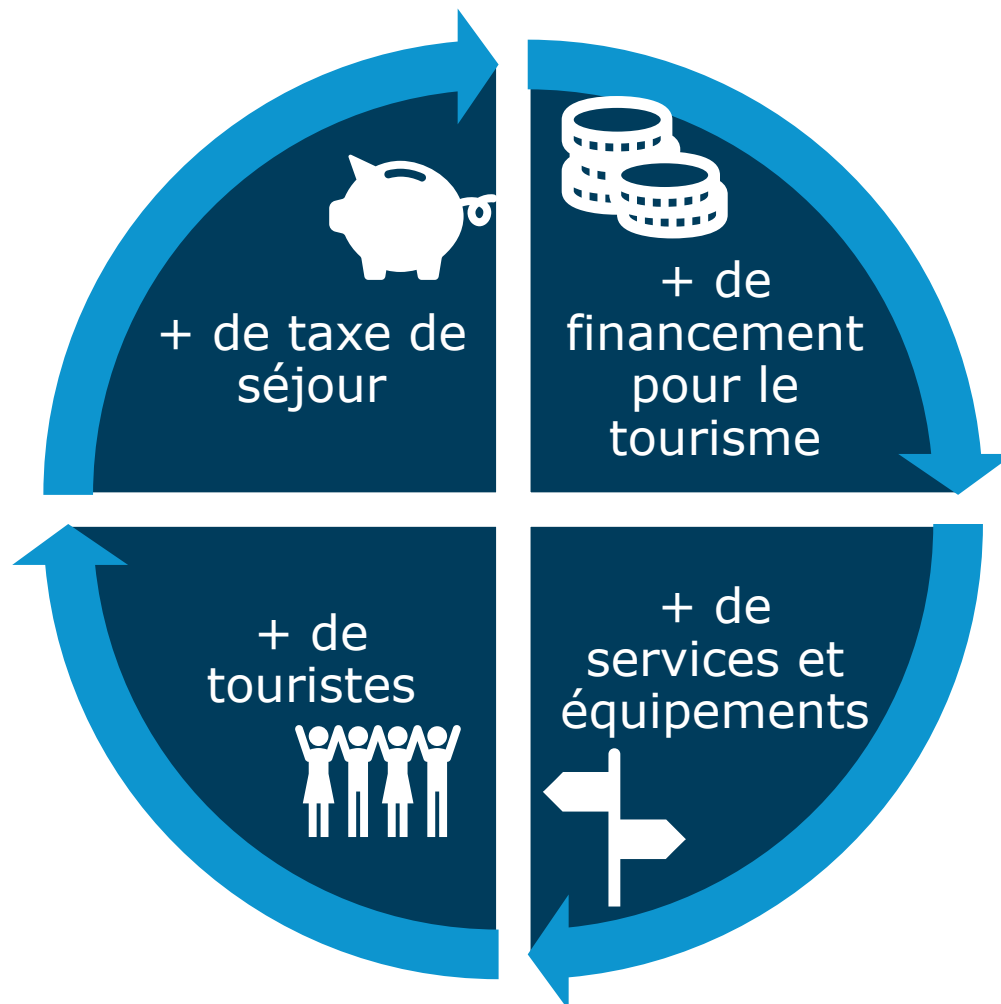 + de taxe de
séjour
+ de
financement
pour le
tourisme
+ de
services et
équipements
+ de
touristes